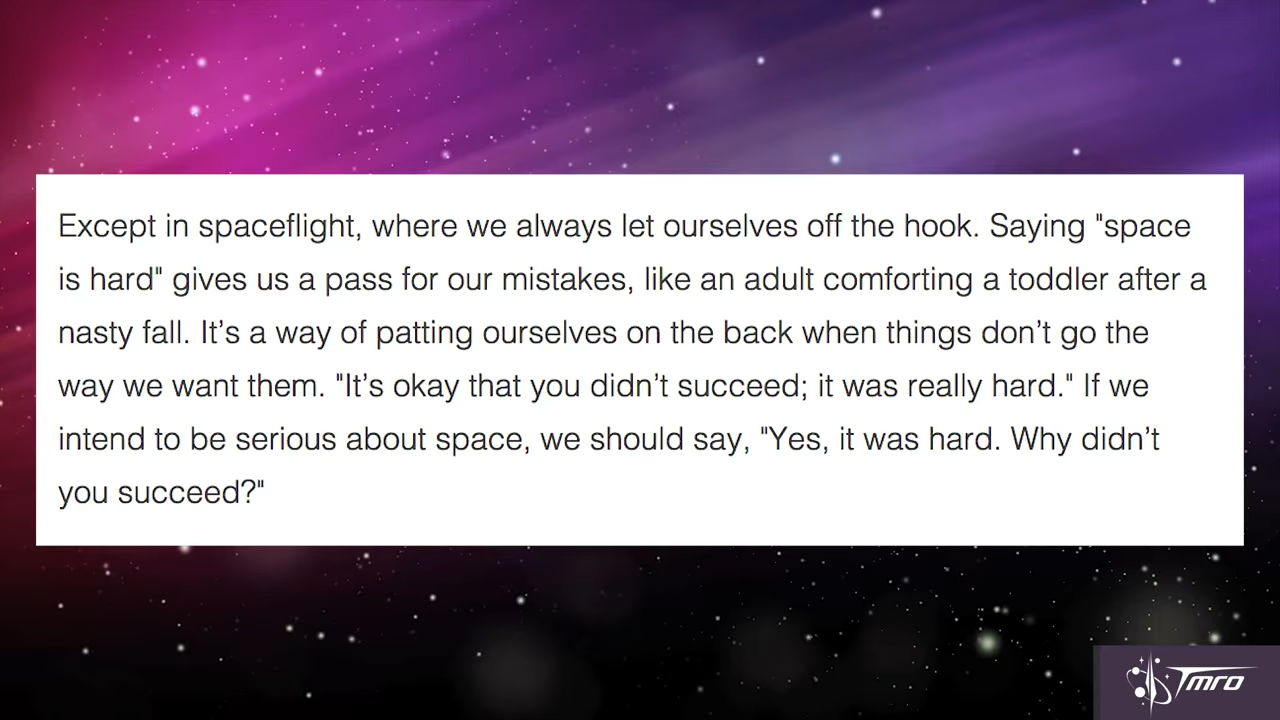 Except in spaceflight, where we always let ourselves off the hook. Saying "space
is hard" gives us a pass for our mistakes, like an adult comforting a toddler after a
nasty fall. It’s a way of patting ourselves on the back when things don’t go the
way we want them. "It’s okay that you didn’t succeed; it was really hard." If we
intend to be serious about space, we should say, "Yes, it was hard. Why didn’t
you succeed?"
Tmro